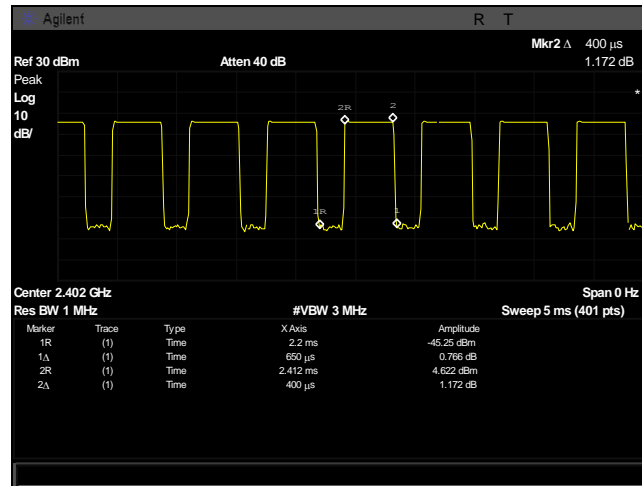 Agilent R T
Mkr2 Δ 400 μs
Ref 30 dBm Atten 40 dB 1.172 dB
Peak
Log
10
dB/
*
2R 2
1R 1
Center 2.402 GHz Span 0 Hz
Res BW 1 MHz #VBW 3 MHz Sweep 5 ms (401 pts)
Marker Trace Type X Axis Amplitude
1R (1) Time 2.2 ms -45.25 dBm
1Δ (1) Time 650 μs 0.766 dB
2R (1) Time 2.412 ms 4.622 dBm
2Δ (1) Time 400 μs 1.172 dB